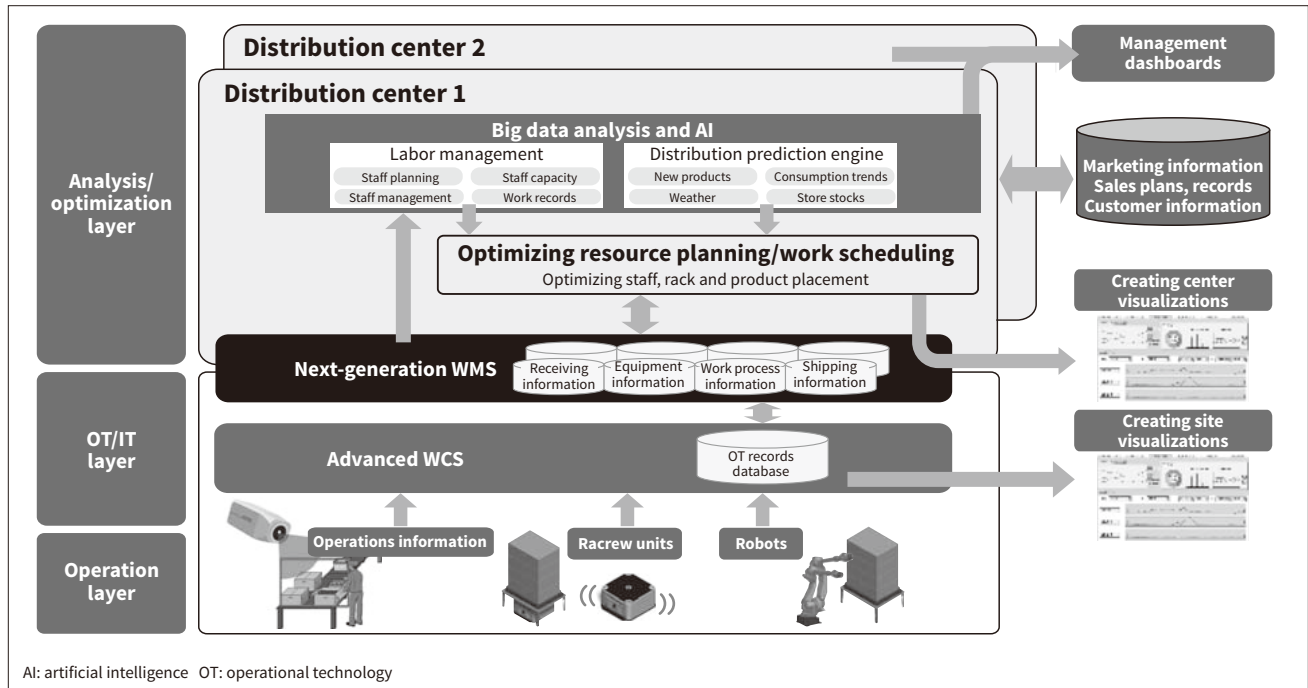 Distribution center 2
Distribution center 1
Analysis/
optimization
layer
Big data analysis and AI
Labor management
Staff planning
Staff capacity
Staff management
Work records
Distribution prediction engine
New products
Consumption trends
Weather
Store stocks
Optimizing resource planning/work scheduling
Optimizing staff, rack and product placement
Management
dashboards
Marketing information
Sales plans, records
Customer information
Creating center
visualizations
OT/IT
layer
Next-generation WMS
Receiving
information
Equipment
information
Work process
information
Shipping
information
Advanced WCS
OT records
database
Creating site
visualizations
Operation
layer
Operations information
Racrew units
Robots
AI: artificial intelligence OT: operational technology